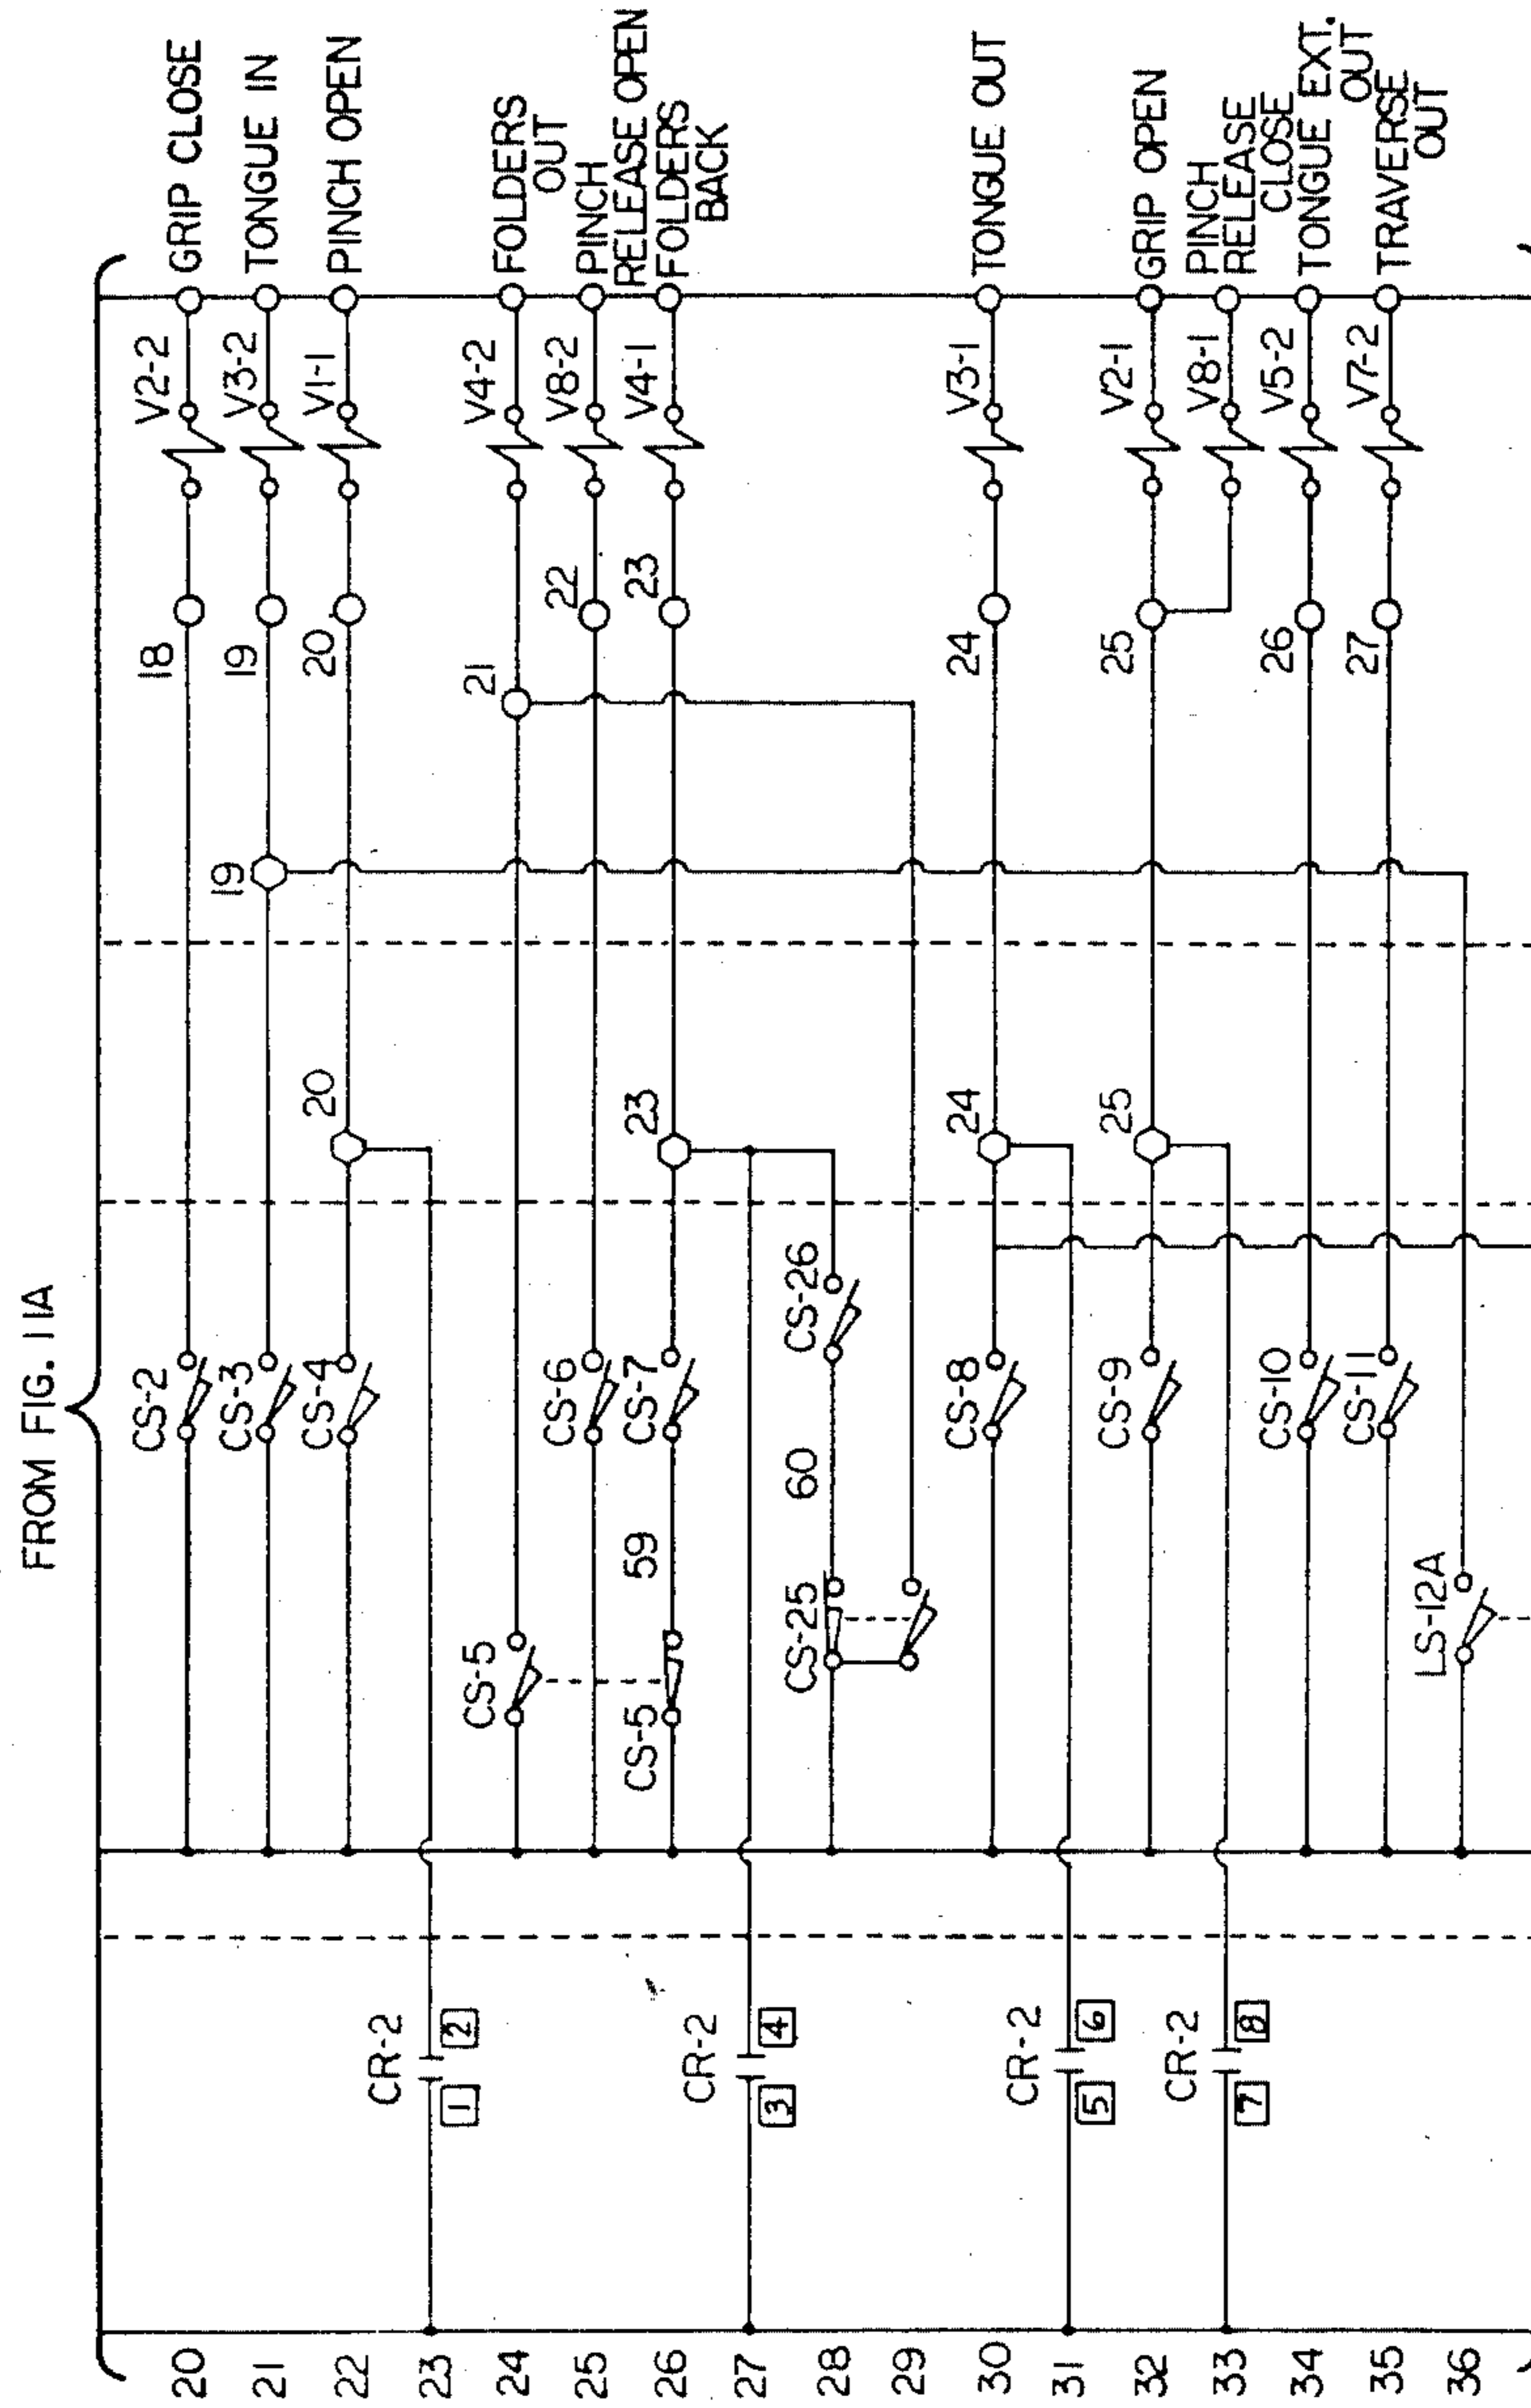 FROM FIG. 11A
20 CS-2 18 V2-2 GRIP CLOSE
21 CS-3 19 19 V3-2 TONGUE IN
22 CS-4 20 20 V1-1 PINCH OPEN
23 1 CR-2 2
24 CS-5 21 V4-2 FOLDERS OUT
25 CS-6 22 V8-2 PINCH RELEASE OPEN
26 CS-5 59 CS-7 23 23 V4-1 FOLDERS BACK
27 3 CR-2 4
28 CS-25 60 CS-26
29
30 CS-8 24 24 V3-1 TONGUE OUT
31 5 CR-2 6
32 CS-9 25 25 V2-1 GRIP OPEN
33 7 CR-2 8 V8-1 PINCH RELEASE CLOSE
34 CS-10 26 V5-2 TONGUE EXT. OUT
35 CS-11 27 V7-2 TRAVERSE OUT
36 LS-12A